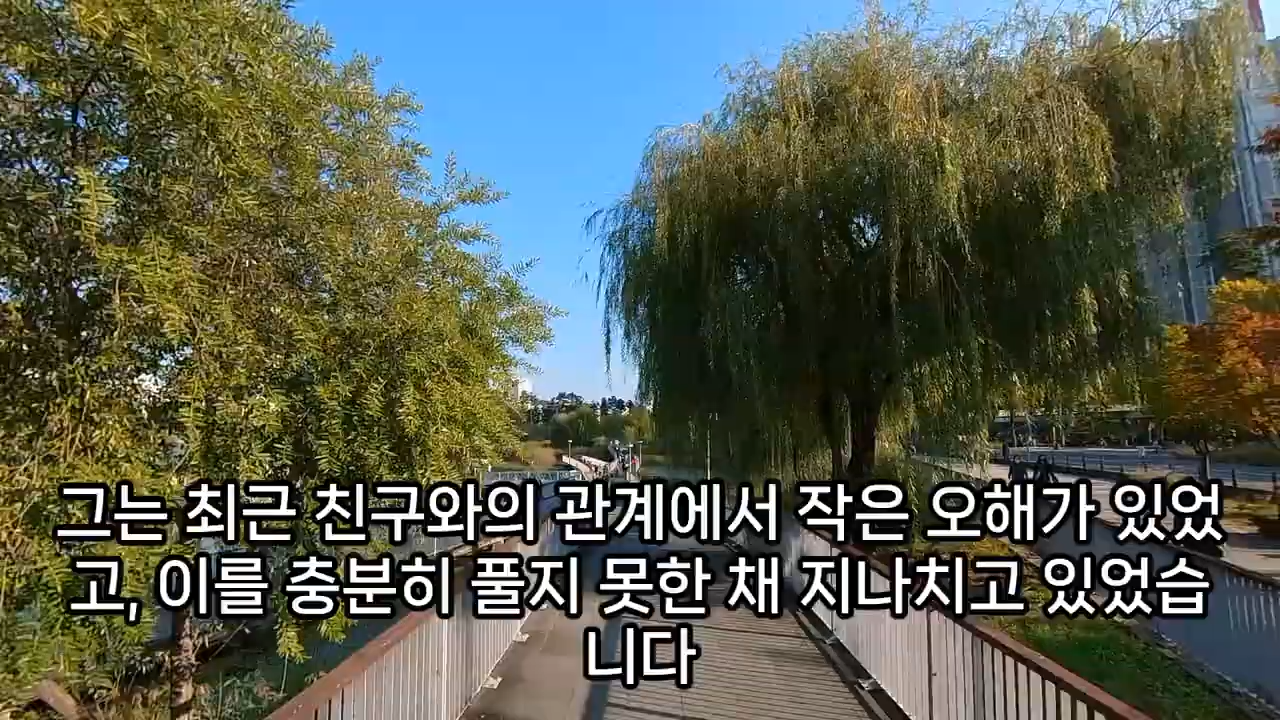 그는 최근 친구와의 관계에서 작은 오해가 있었
고, 이를 충분히 풀지 못한 채 지나치고 있었습
니다